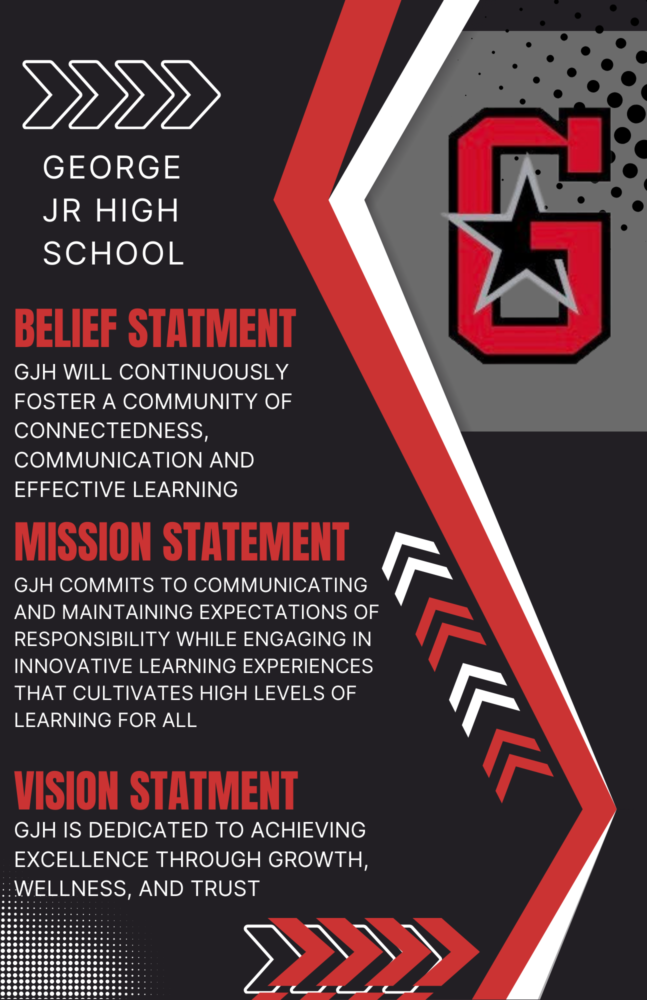 GEORGE
JR HIGH
SCHOOL
G
BELIEF STATMENT
GJH WILL CONTINUOUSLY
FOSTER A COMMUNITY OF
CONNECTEDNESS,
COMMUNICATION AND
EFFECTIVE LEARNING
MISSION STATEMENT
GJH COMMITS TO COMMUNICATING
AND MAINTAINING EXPECTATIONS OF
RESPONSIBILITY WHILE ENGAGING IN
INNOVATIVE LEARNING EXPERIENCES
THAT CULTIVATES HIGH LEVELS OF
LEARNING FOR ALL
VISION STATMENT
GJH IS DEDICATED TO ACHIEVING
EXCELLENCE THROUGH GROWTH,
WELLNESS, AND TRUST